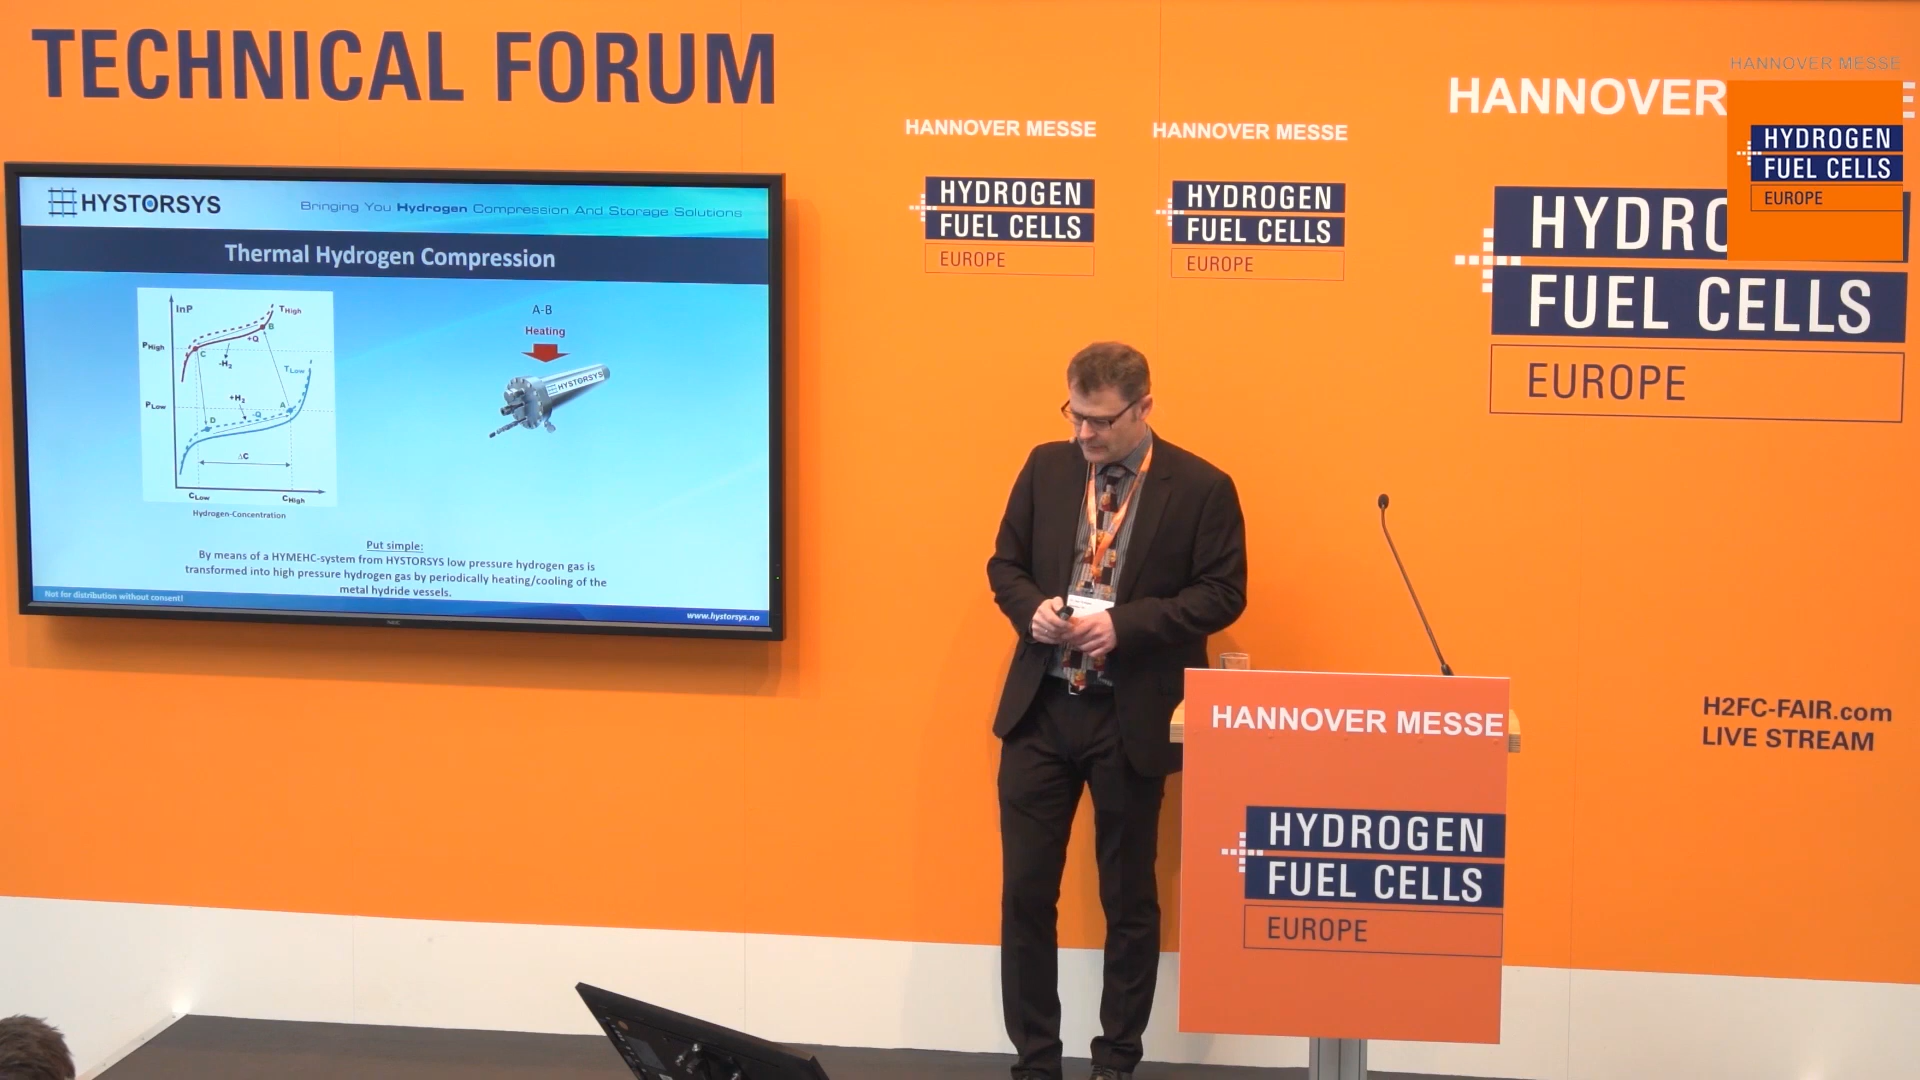 TECHNICAL FORUM
HYSTORSYS
Bringing You Hydrogen Compression And Storage Solutions
Thermal Hydrogen Compression
lnP
THigh
B
PHigh
+Q
C
-H2
TLow
+H2
PLow
A
-Q
D
ΔC
CLow
CHigh
Hydrogen-Concentration
A-B
Heating
HYSTORSYS
Put simple:
By means of a HYMEHC-system from HYSTORSYS low pressure hydrogen gas is
transformed into high pressure hydrogen gas by periodically heating/cooling of the
metal hydride vessels.
Not for distribution without consent!
www.hystorsys.no
HANNOVER MESSE
HYDROGEN
FUEL CELLS
EUROPE
HANNOVER MESSE
HYDROGEN
FUEL CELLS
EUROPE
HANNOVER
HYDRO
FUEL CELLS
EUROPE
HANNOVER MESSE
HYDROGEN
FUEL CELLS
EUROPE
H2FC-FAIR.com
LIVE STREAM
HANNOVER MESSE
HYDROGEN
FUEL CELLS
EUROPE